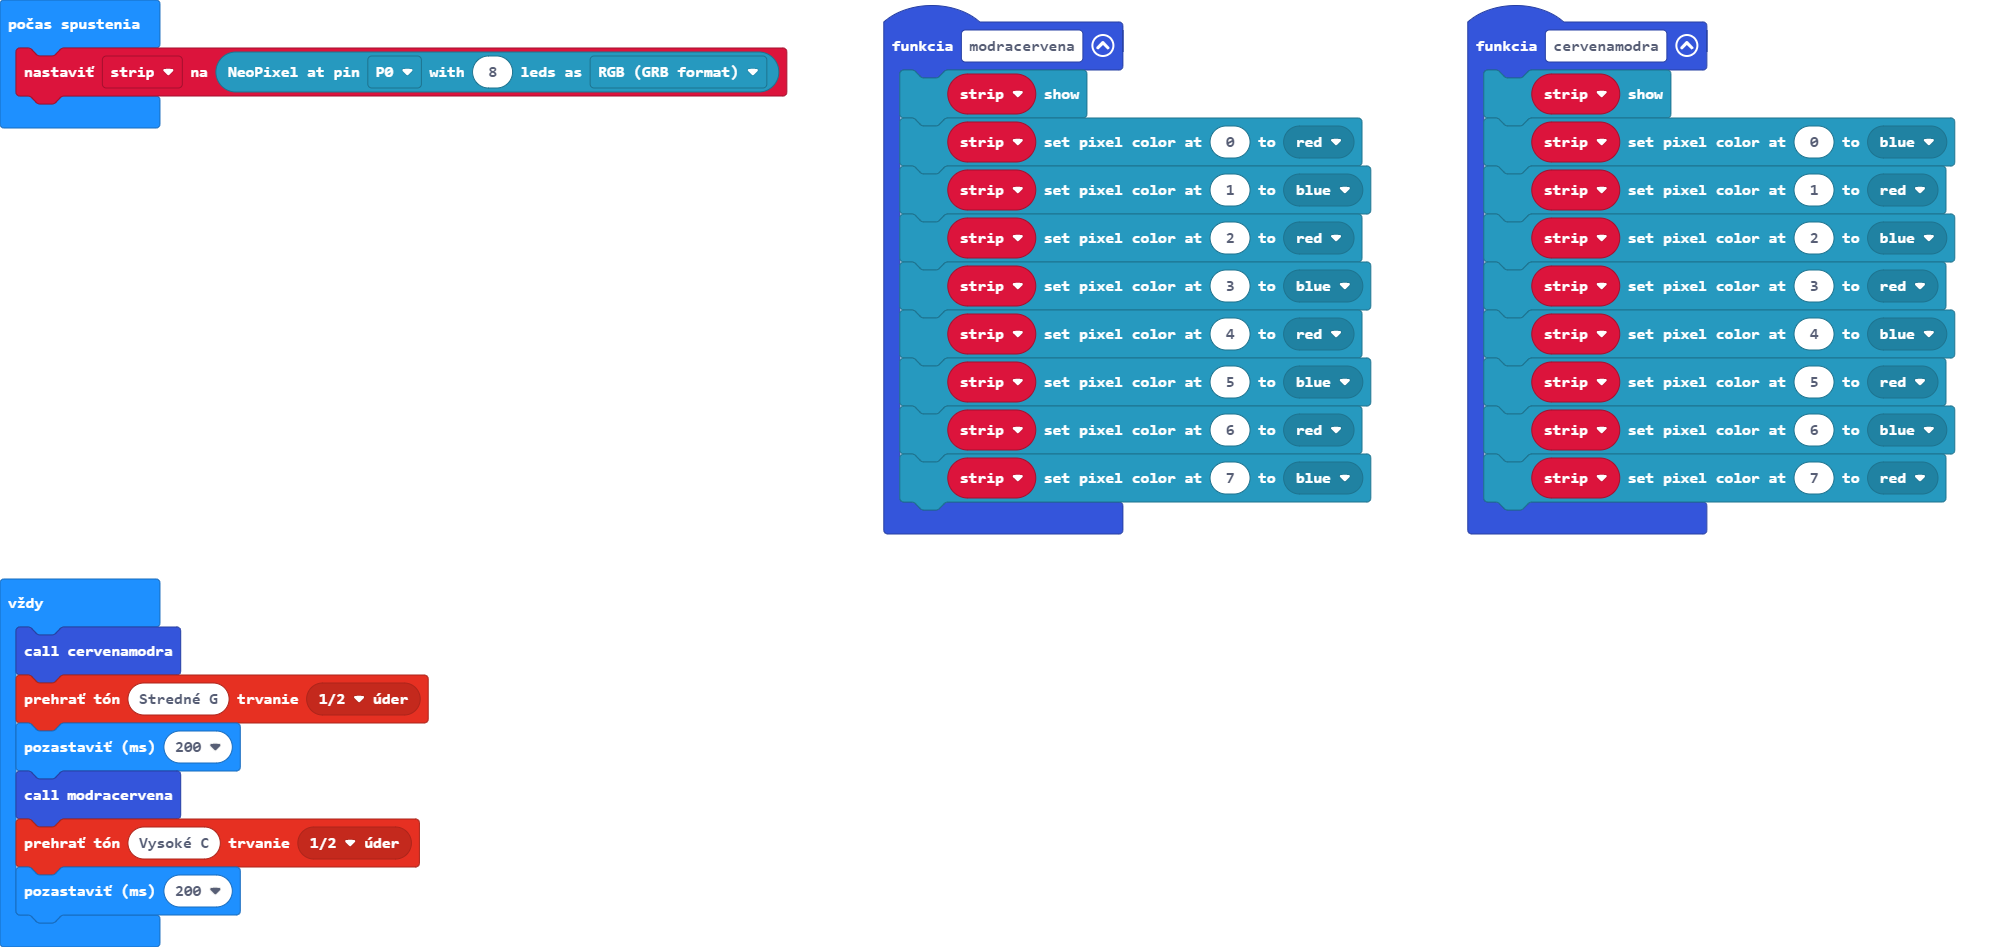 počas spustenia
nastaviť strip na NeoPixel at pin P0 with 8 leds as RGB (GRB format)
funkcia modracervena
strip show
strip set pixel color at 0 to red
strip set pixel color at 1 to blue
strip set pixel color at 2 to red
strip set pixel color at 3 to blue
strip set pixel color at 4 to red
strip set pixel color at 5 to blue
strip set pixel color at 6 to red
strip set pixel color at 7 to blue
funkcia cervenamodra
strip show
strip set pixel color at 0 to blue
strip set pixel color at 1 to red
strip set pixel color at 2 to blue
strip set pixel color at 3 to red
strip set pixel color at 4 to blue
strip set pixel color at 5 to red
strip set pixel color at 6 to blue
strip set pixel color at 7 to red
vždy
call cervenamodra
prehrať tón Stredné G trvanie 1/2 úder
pozastaviť (ms) 200
call modracervena
prehrať tón Vysoké C trvanie 1/2 úder
pozastaviť (ms) 200